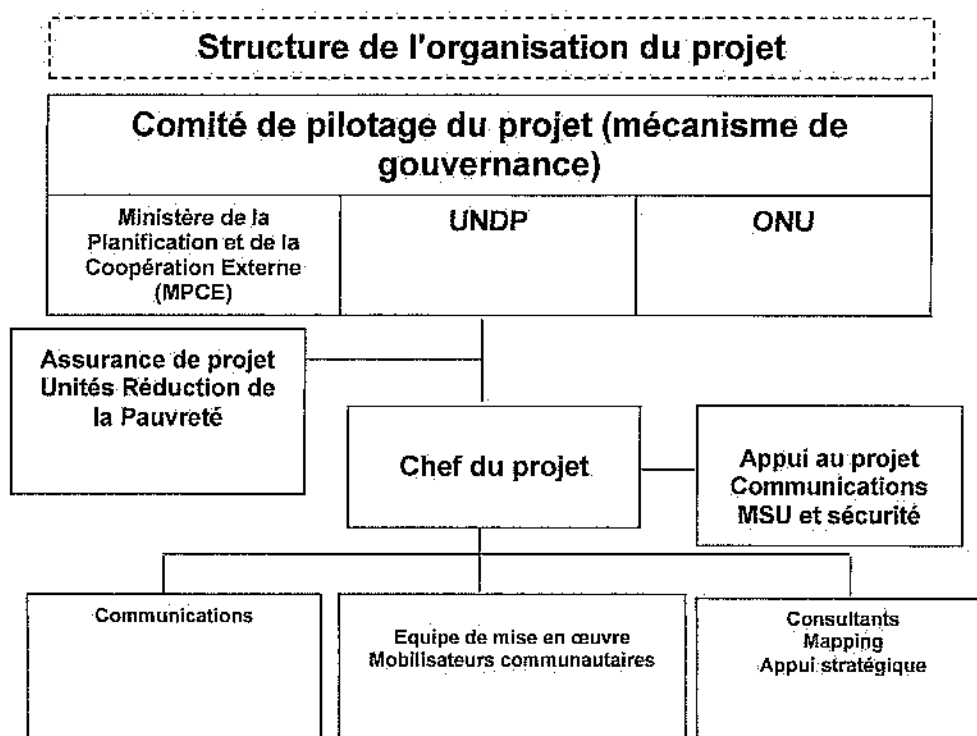 Structure de l'organisation du projet
Comité de pilotage du projet (mécanisme de
gouvernance)
Ministère de la
Planification et de la
Coopération Externe
(MPCE)
UNDP
ONU
Assurance de projet
Unités Réduction de
la Pauvreté
Chef du projet
Appui au projet
Communications
MSU et sécurité
Communications
Equipe de mise en œuvre
Mobilisateurs communautaires
Consultants
Mapping
Appui stratégique